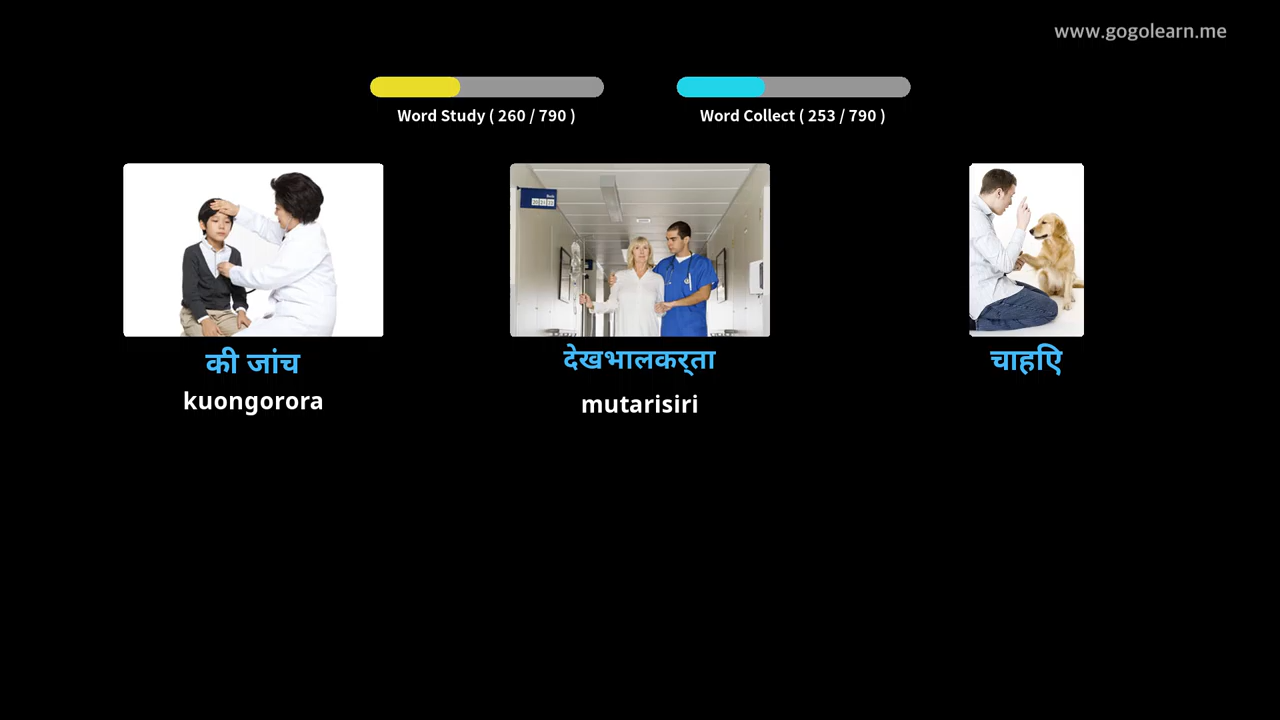 www.gogolearn.me
Word Study ( 260 / 790 )
Word Collect ( 253 / 790 )
की जांच
देखभालकर्ता
चाहिए
kuongorora
mutarisiri